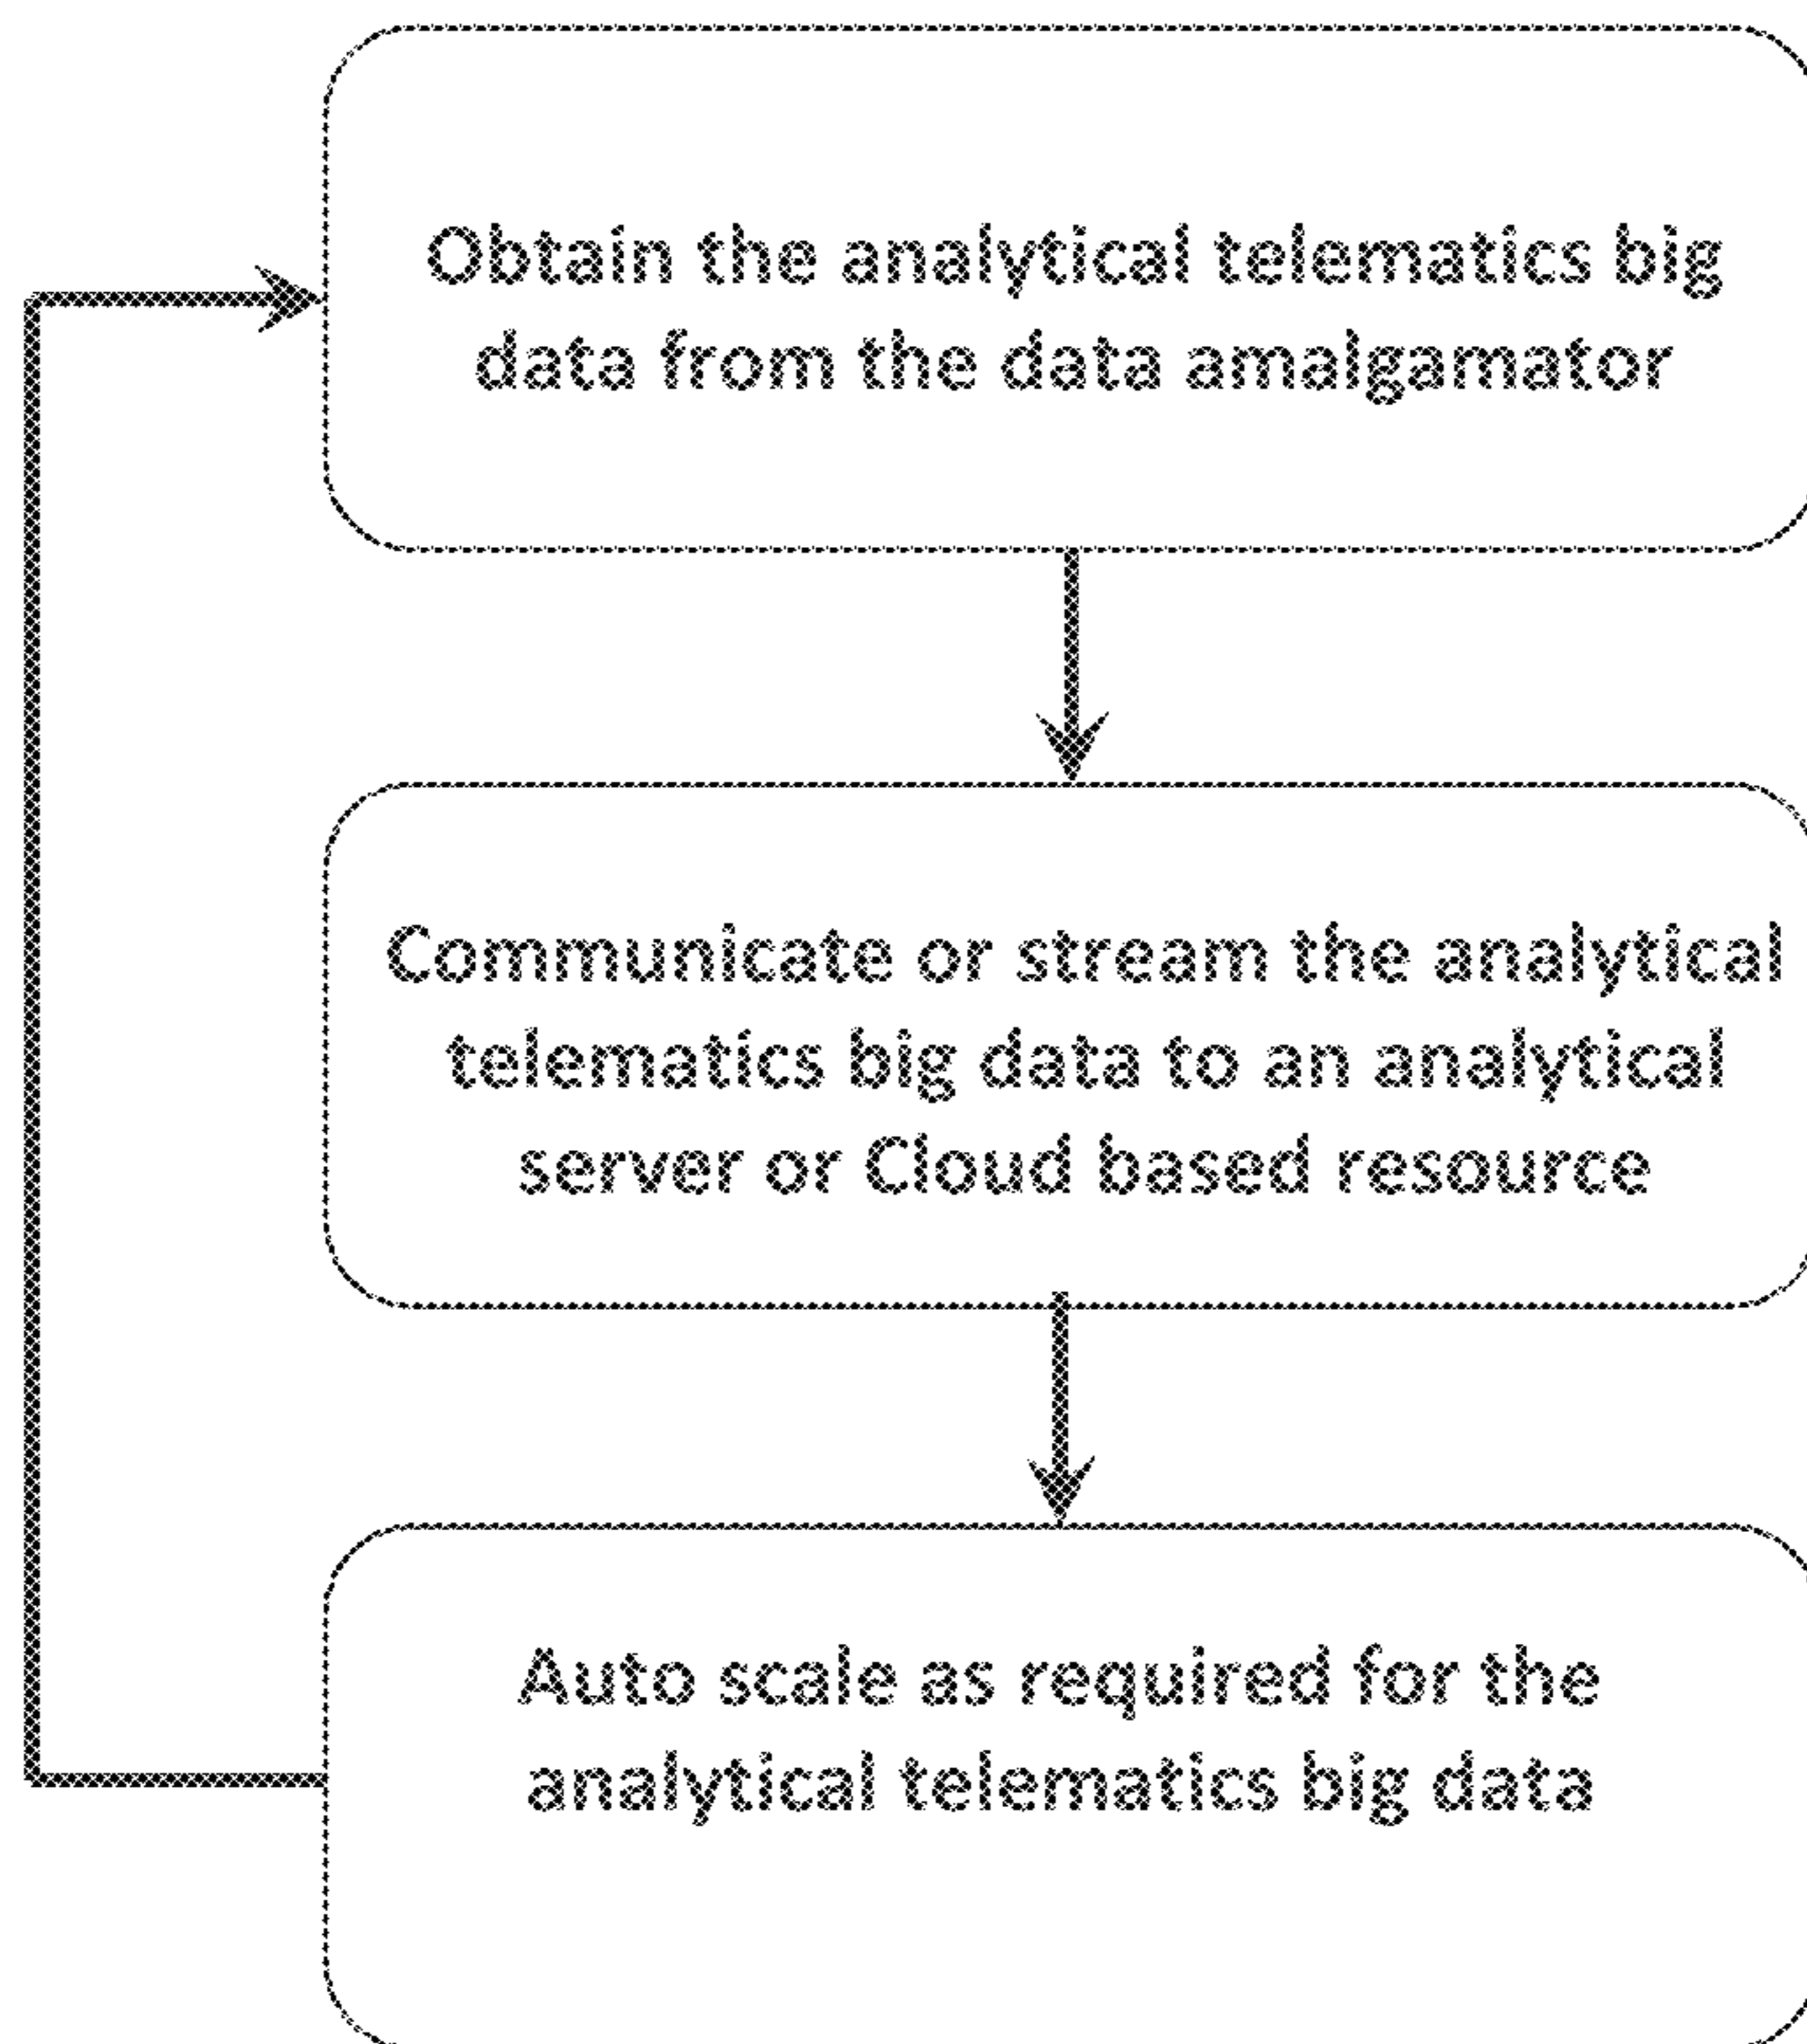 Obtain the analytical telematics big
data from the data amalgamator
Communicate or stream the analytical
telematics big data to an analytical
server or Cloud based resource
Auto scale as required for the
analytical telematics big data